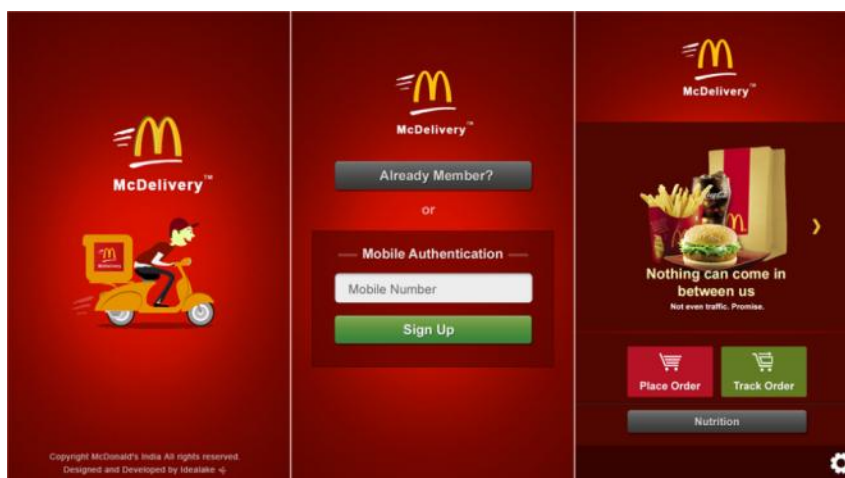 McDelivery™
McDelivery
Copyright McDonald's India All rights reserved.
Designed and Developed by Idealake
McDelivery™
Already Member?
or
Mobile Authentication
Mobile Number
Sign Up
McDelivery™
Nothing can come in
between us
Not even traffic. Promise.
Place Order
Track Order
Nutrition